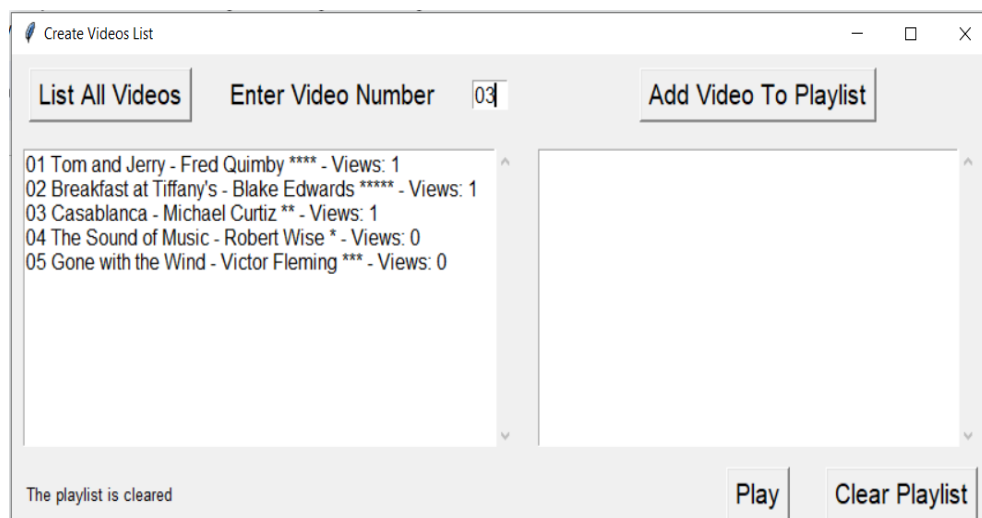 Create Videos List
List All Videos
Enter Video Number
03
Add Video To Playlist
01 Tom and Jerry - Fred Quimby **** - Views: 1
02 Breakfast at Tiffany's - Blake Edwards ***** - Views: 1
03 Casablanca - Michael Curtiz ** - Views: 1
04 The Sound of Music - Robert Wise * - Views: 0
05 Gone with the Wind - Victor Fleming *** - Views: 0
The playlist is cleared
Play
Clear Playlist